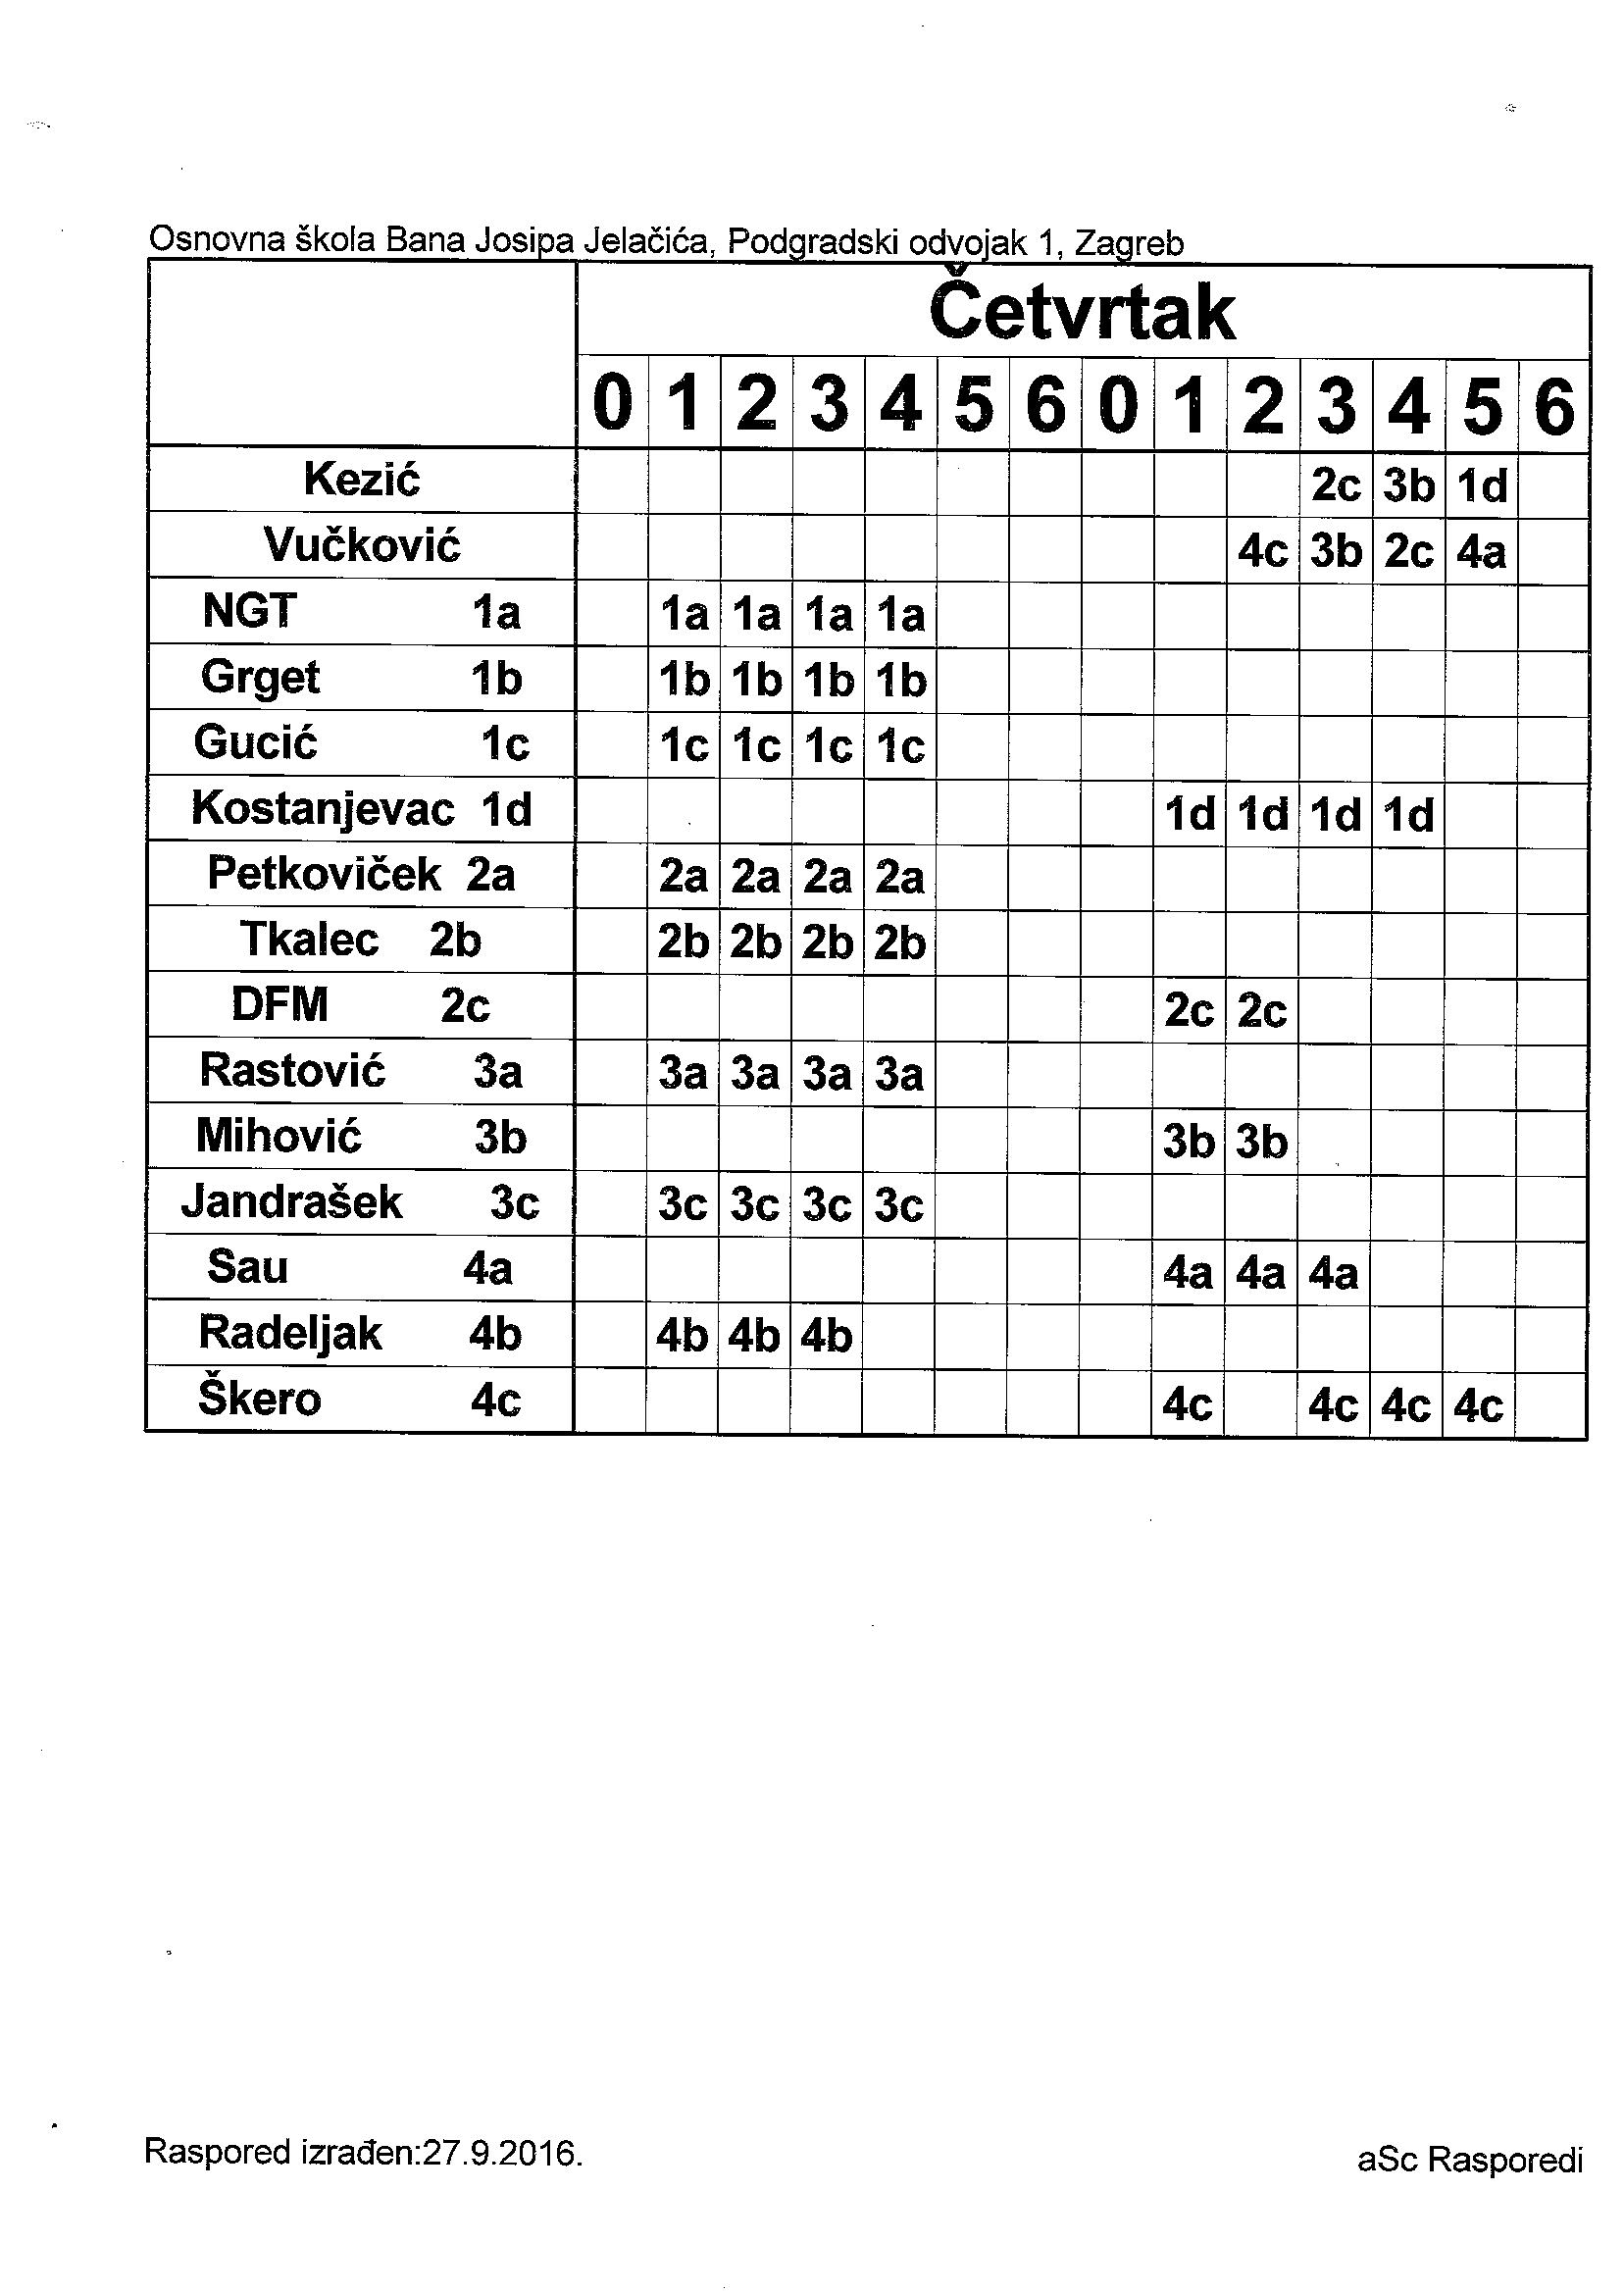 Osnovna škola Bana Josipa Jelačića, Podgradski odvojak 1, Zagreb
Četvrtak
0 1 2 3 4 5 6 0 1 2 3 4 5 6
Kezić 2c 3b 1d
Vučković 4c 3b 2c 4a
NGT 1a 1a 1a 1a 1a
Grget 1b 1b 1b 1b 1b
Gucić 1c 1c 1c 1c 1c
Kostanjevac 1d 1d 1d 1d 1d
Petkoviček 2a 2a 2a 2a 2a
Tkalec 2b 2b 2b 2b 2b
DFM 2c 2c 2c
Rastović 3a 3a 3a 3a 3a
Mihović 3b 3b 3b
Jandrašek 3c 3c 3c 3c 3c
Sau 4a 4a 4a 4a
Radeljak 4b 4b 4b 4b
Škero 4c 4c 4c 4c 4c
Raspored izrađen:27.9.2016.
aSc Rasporedi